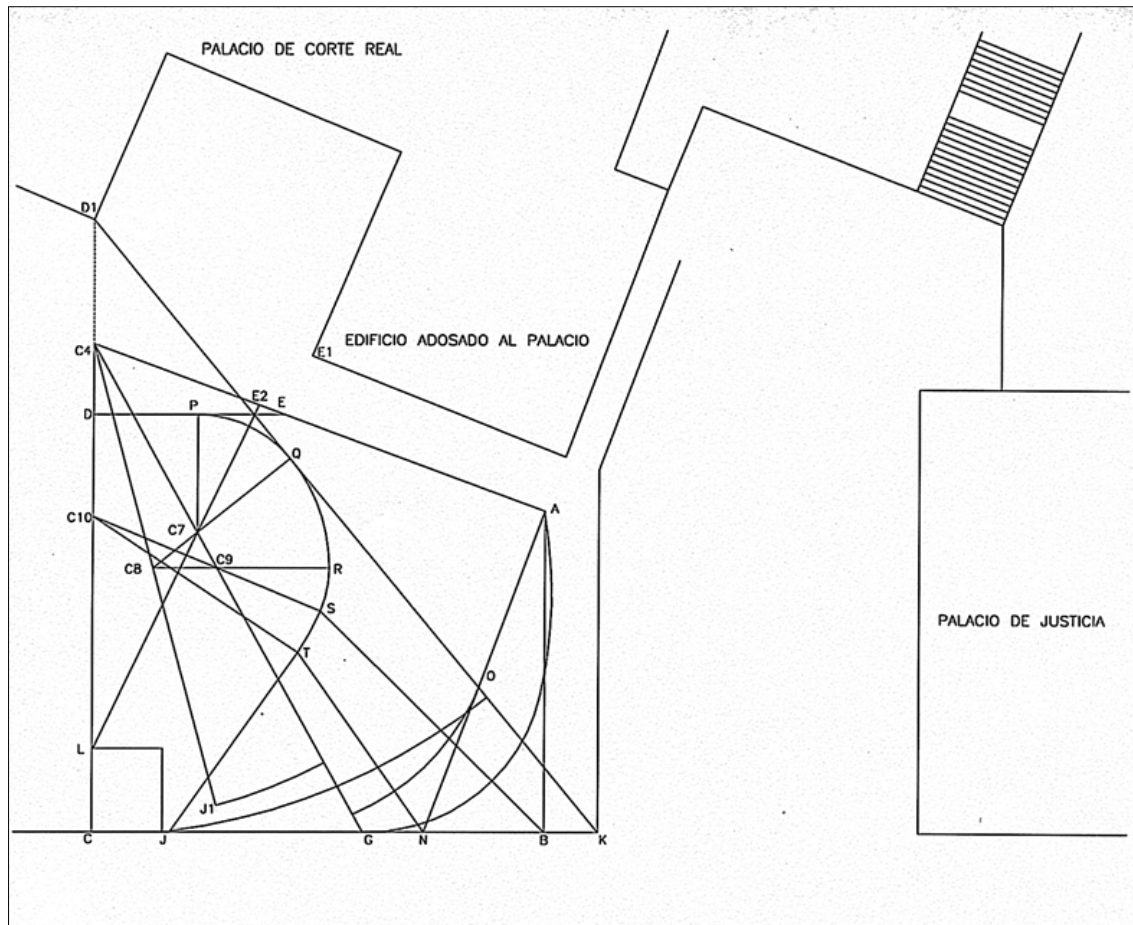 PALACIO DE CORTE REAL
D1
EDIFICIO ADOSADO AL PALACIO
E1
C4
E2
E
D
P
Q
A
C10
C7
C8
C9
R
S
PALACIO DE JUSTICIA
T
O
L
J1
C
J
G
N
B
K